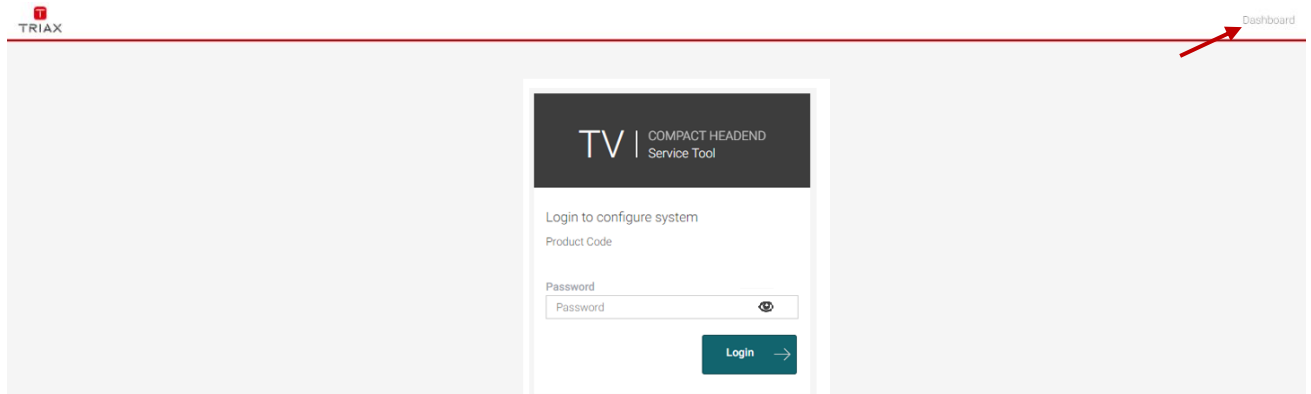 T
TRIAX
Dashboard
TV | COMPACT HEADEND
Service Tool
Login to configure system
Product Code
Password
Password
Login